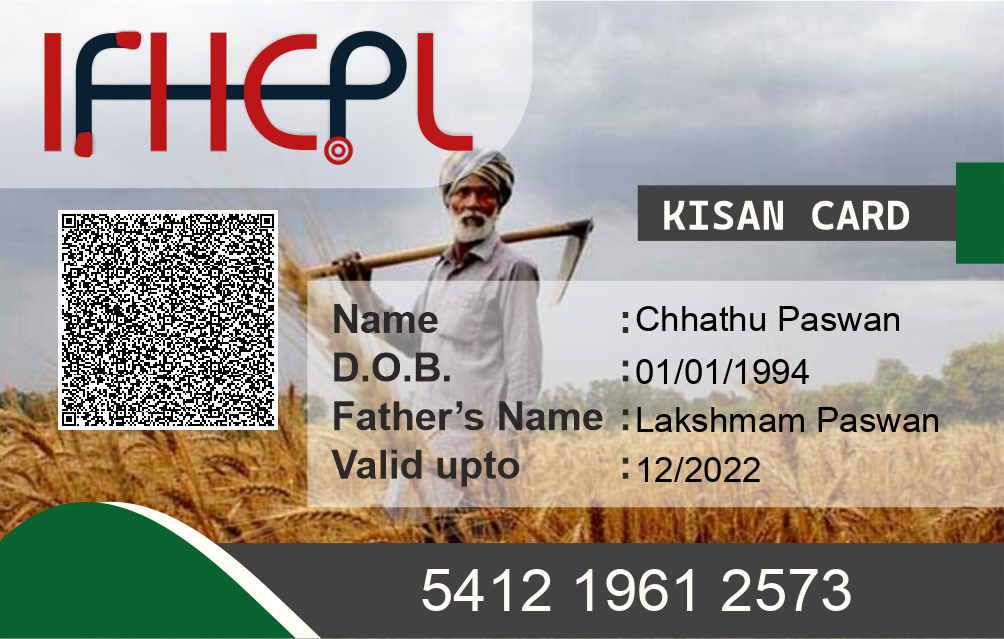 IFHEPL
KISAN CARD
Name : Chhathu Paswan
D.O.B. : 01/01/1994
Father’s Name : Lakshmam Paswan
Valid upto : 12/2022
5412 1961 2573